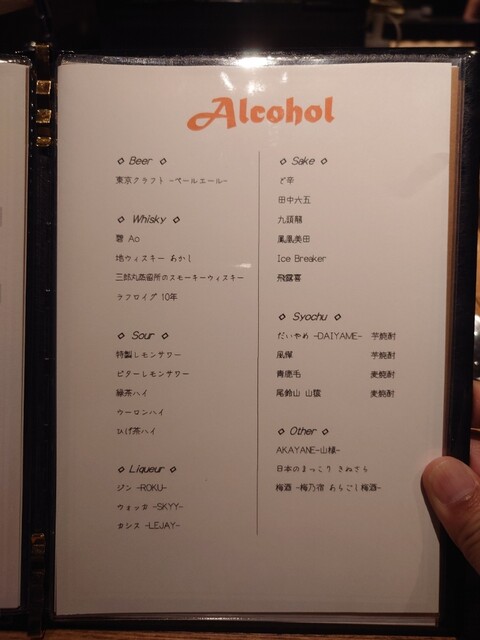 Alcohol
◇ Beer ◇
東京クラフト -ペールエール-
◇ Whisky ◇
碧 Ao
地ウィスキー あかし
三郎丸蒸留所のスモーキーウィスキー
ラフロイグ 10年
◇ Sour ◇
特製レモンサワー
ビターレモンサワー
緑茶ハイ
ウーロンハイ
ひげ茶ハイ
◇ Liqueur ◇
ジン -ROKU-
ウォッカ -SKYY-
カシス -LEJAY-
◇ Sake ◇
ど辛
田中六五
九頭龍
鳳凰美田
Ice Breaker
飛露喜
◇ Syochu ◇
だいやめ -DAIYAME- 芋焼酎
風憚 芋焼酎
青鹿毛 麦焼酎
尾鈴山 山猿 麦焼酎
◇ Other ◇
AKAYANE-山椒-
日本のまっこり きねさら
梅酒 -梅乃宿 あらごし梅酒-